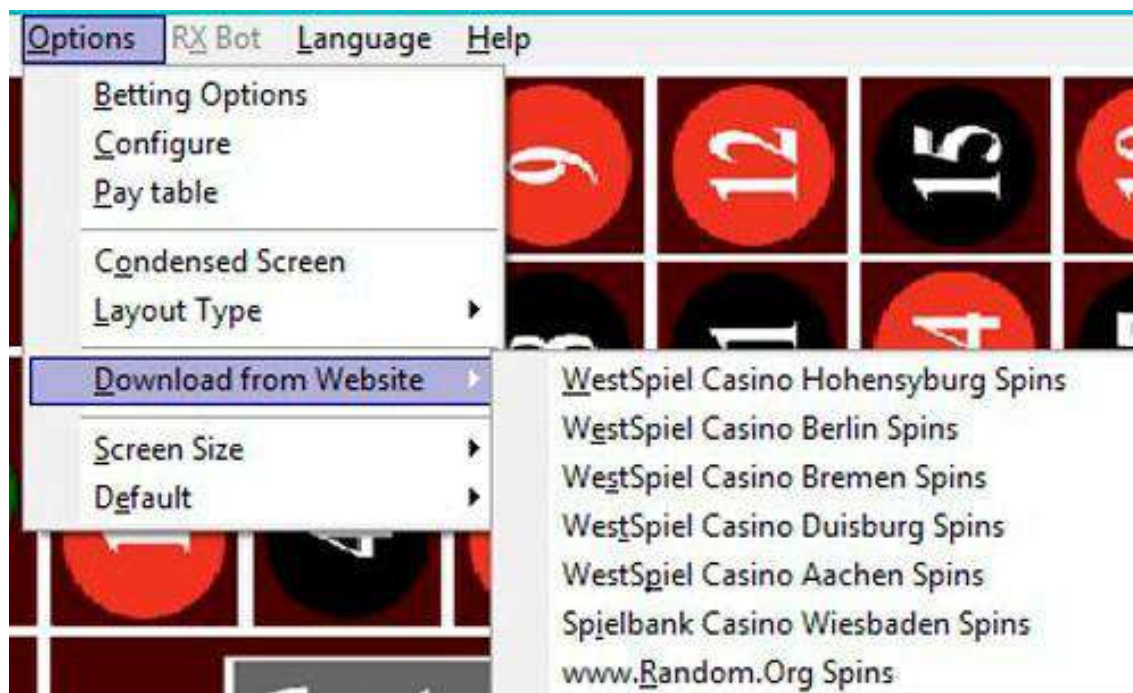 Options RX Bot Language Help
Betting Options
Configure
Pay table
Condensed Screen
Layout Type
Download from Website
Screen Size
Default
WestSpiel Casino Hohensyburg Spins
WestSpiel Casino Berlin Spins
WestSpiel Casino Bremen Spins
WestSpiel Casino Duisburg Spins
WestSpiel Casino Aachen Spins
Spielbank Casino Wiesbaden Spins
www.Random.Org Spins
9 12 15